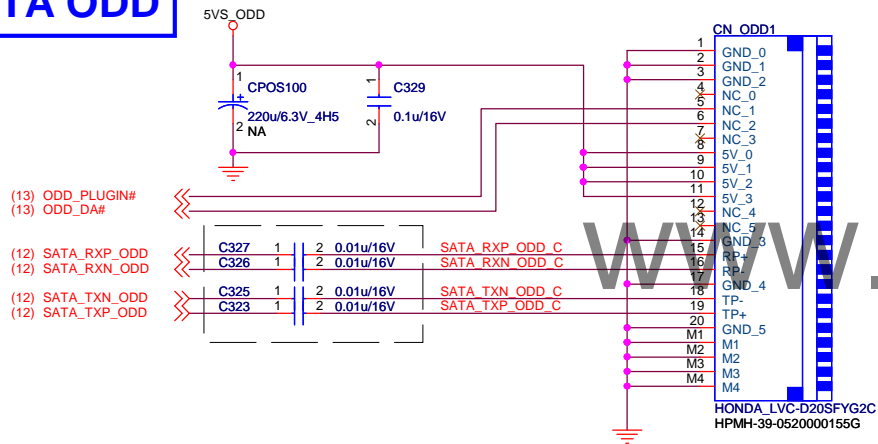 TA ODD
5VS_ODD
1
CPOS100
+
220u/6.3V_4H5
2
NA
1
C329
2
0.1u/16V
CN_ODD1
1 GND_0
2 GND_1
3 GND_2
4 NC_0
5 NC_1
6 NC_2
7 NC_3
8 5V_0
9 5V_1
10 5V_2
11 5V_3
12 NC_4
13 NC_5
14 GND_3
15 RP+
16 RP-
17 GND_4
18 TP-
19 TP+
20 GND_5
M1 M1
M2 M2
M3 M3
M4 M4
HONDA_LVC-D20SFYG2C
HPMH-39-0520000155G
(13) ODD_PLUGIN#
(13) ODD_DA#
(12) SATA_RXP_ODD C327 1 2 0.01u/16V SATA_RXP_ODD_C
(12) SATA_RXN_ODD C326 1 2 0.01u/16V SATA_RXN_ODD_C
(12) SATA_TXN_ODD C325 1 2 0.01u/16V SATA_TXN_ODD_C
(12) SATA_TXP_ODD C323 1 2 0.01u/16V SATA_TXP_ODD_C
www.